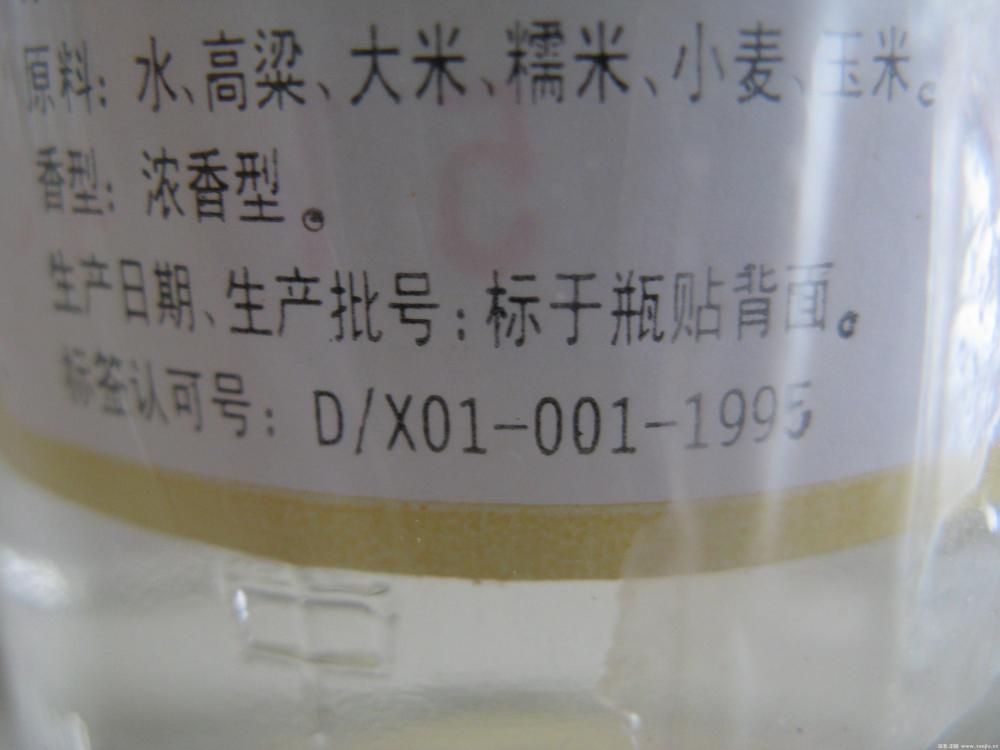 原料：水、高粱、大米、糯米、小麦、玉米。
香型：浓香型。
生产日期、生产批号：标于瓶贴背面。
标签认可号：D/X01-001-1995